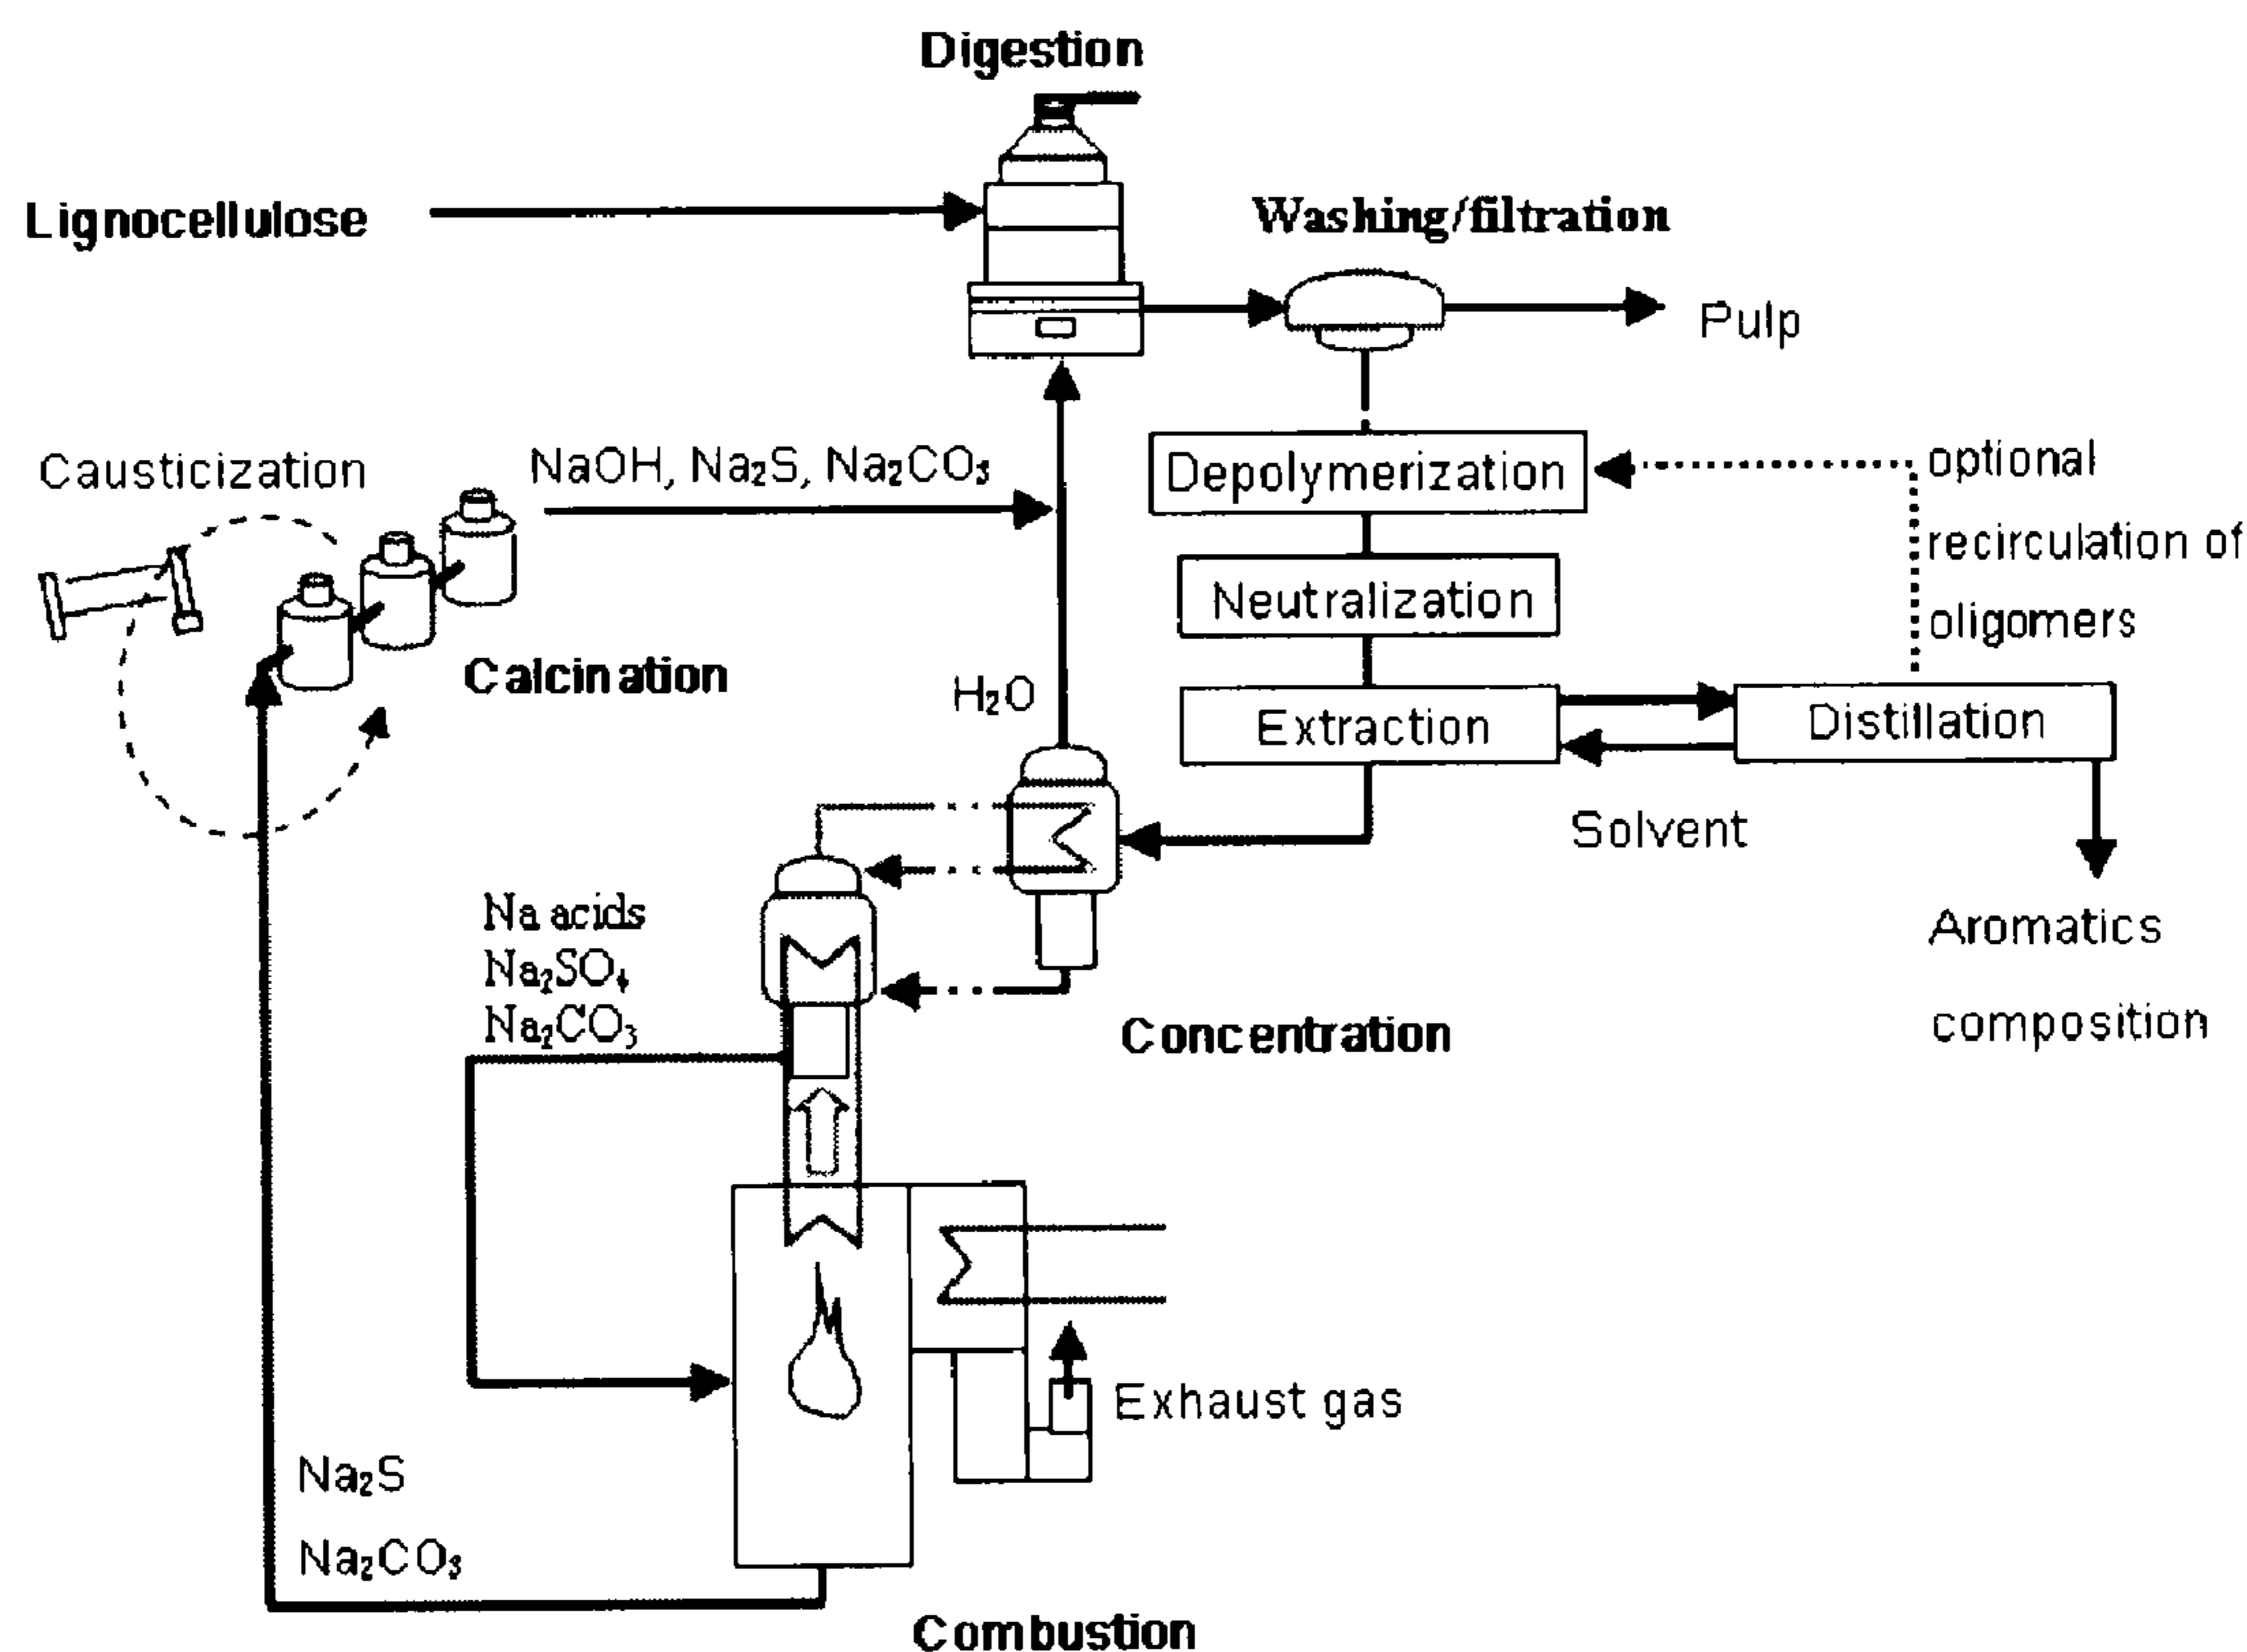 Digestion
Lignocellulose
Washing/filtration
Pulp
Causticization
NaOH, Na₂S, Na₂CO₃
Depolymerization
optional
recirculation of
oligomers
Neutralization
Calcination
H₂O
Extraction
Distillation
Solvent
Na acids
Na₂SO₄
Na₂CO₃
Aromatics
composition
Concentration
Exhaust gas
Na₂S
Na₂CO₃
Combustion